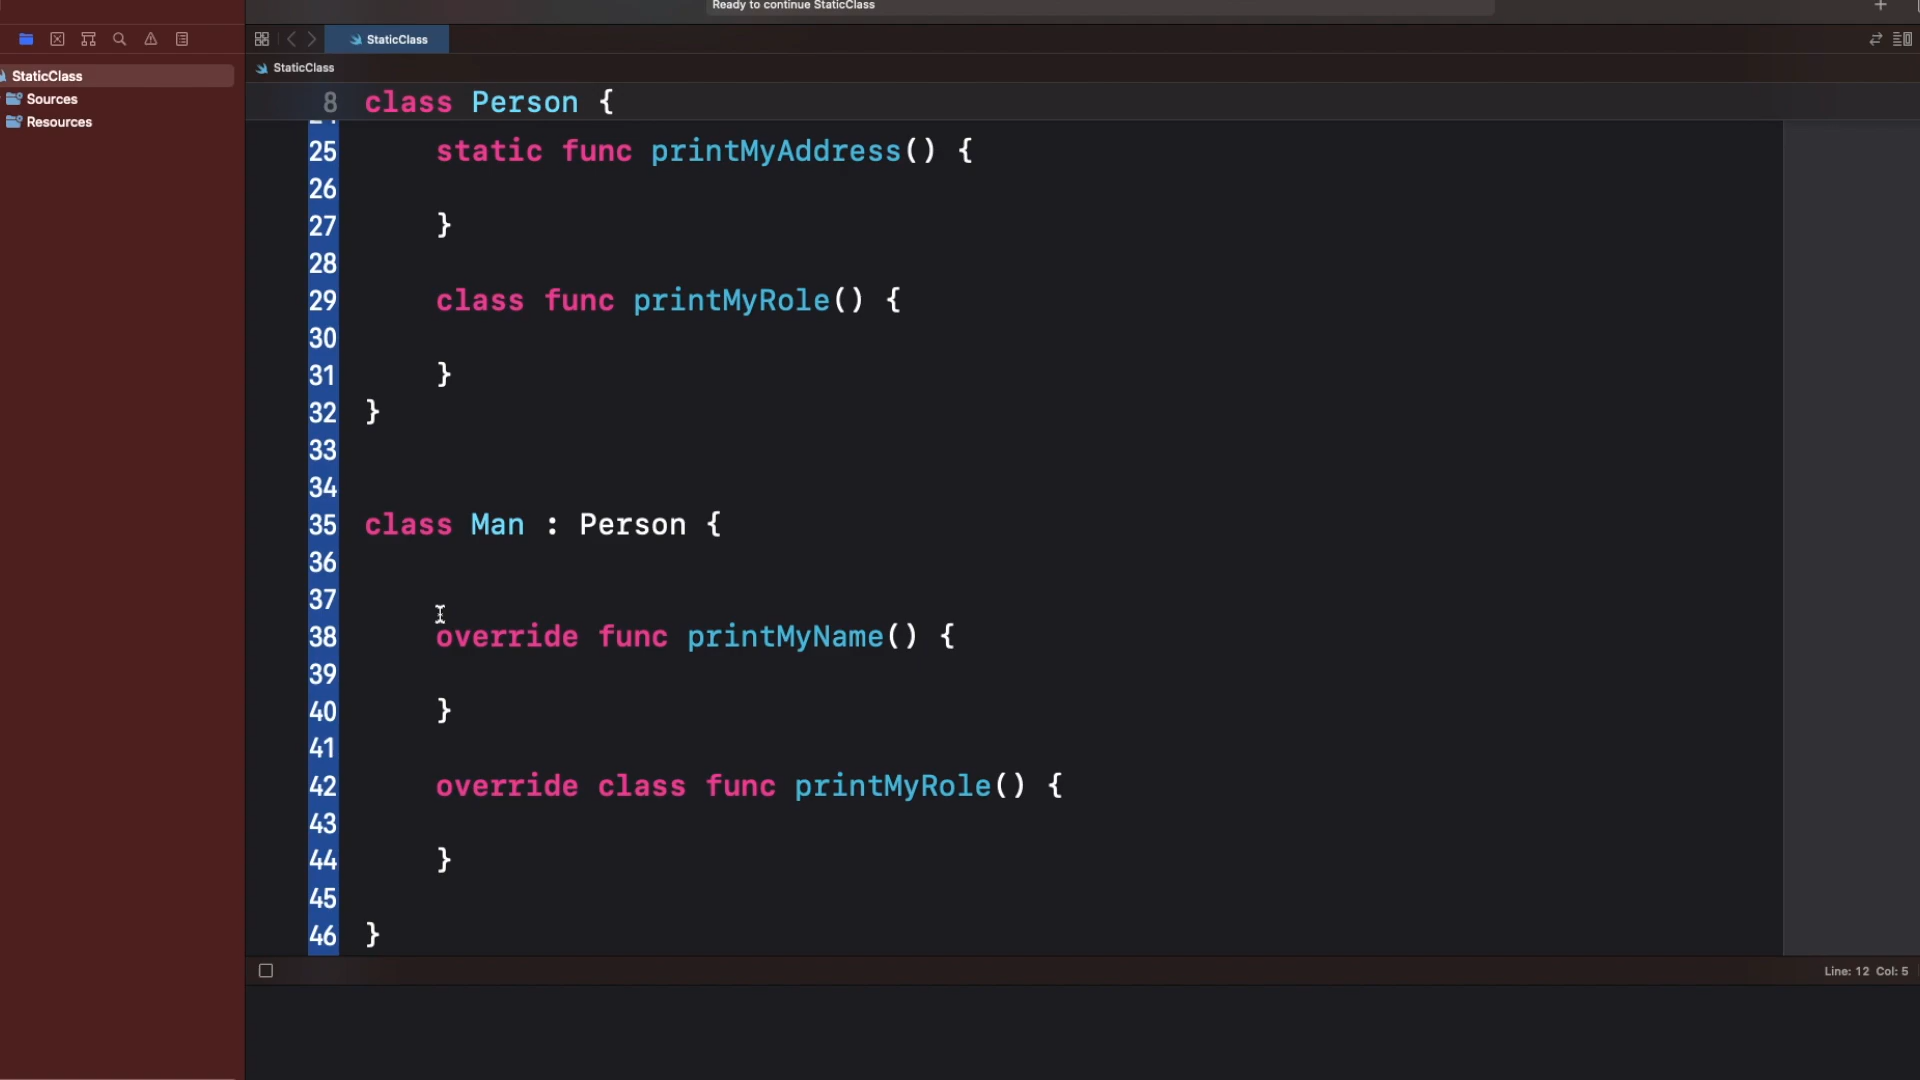 Ready to continue StaticClass
StaticClass
StaticClass
StaticClass
Sources
Resources
8 class Person {
25 static func printMyAddress() {
26
27 }
28
29 class func printMyRole() {
30
31 }
32 }
33
34
35 class Man : Person {
36
37
38 override func printMyName() {
39
40 }
41
42 override class func printMyRole() {
43
44 }
45
46 }
Line: 12 Col: 5